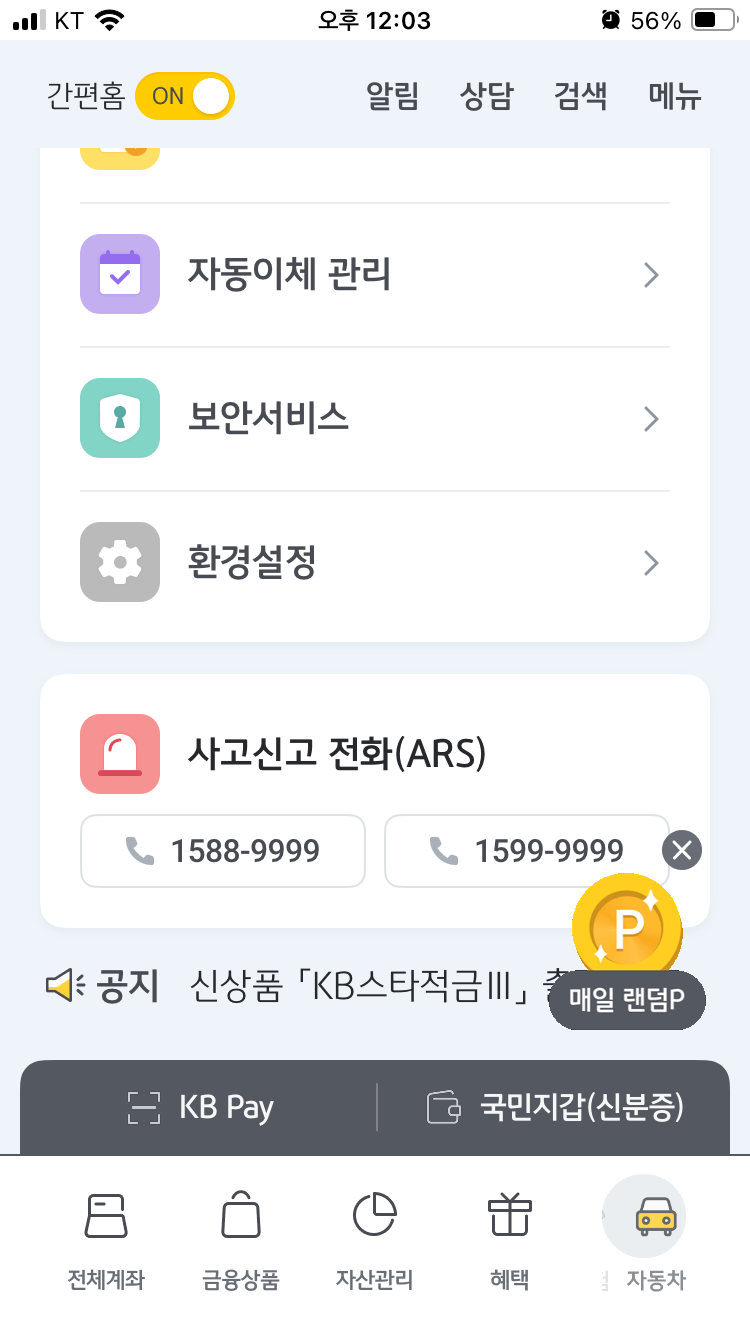 KT 오후 12:03 56%
간편홈 ON 알림 상담 검색 메뉴
자동이체 관리
보안서비스
환경설정
사고신고 전화(ARS)
1588-9999 1599-9999
P
공지 신상품 「KB스타적금Ⅲ」
매일 랜덤P
KB Pay 국민지갑(신분증)
전체계좌 금융상품 자산관리 혜택 자동차